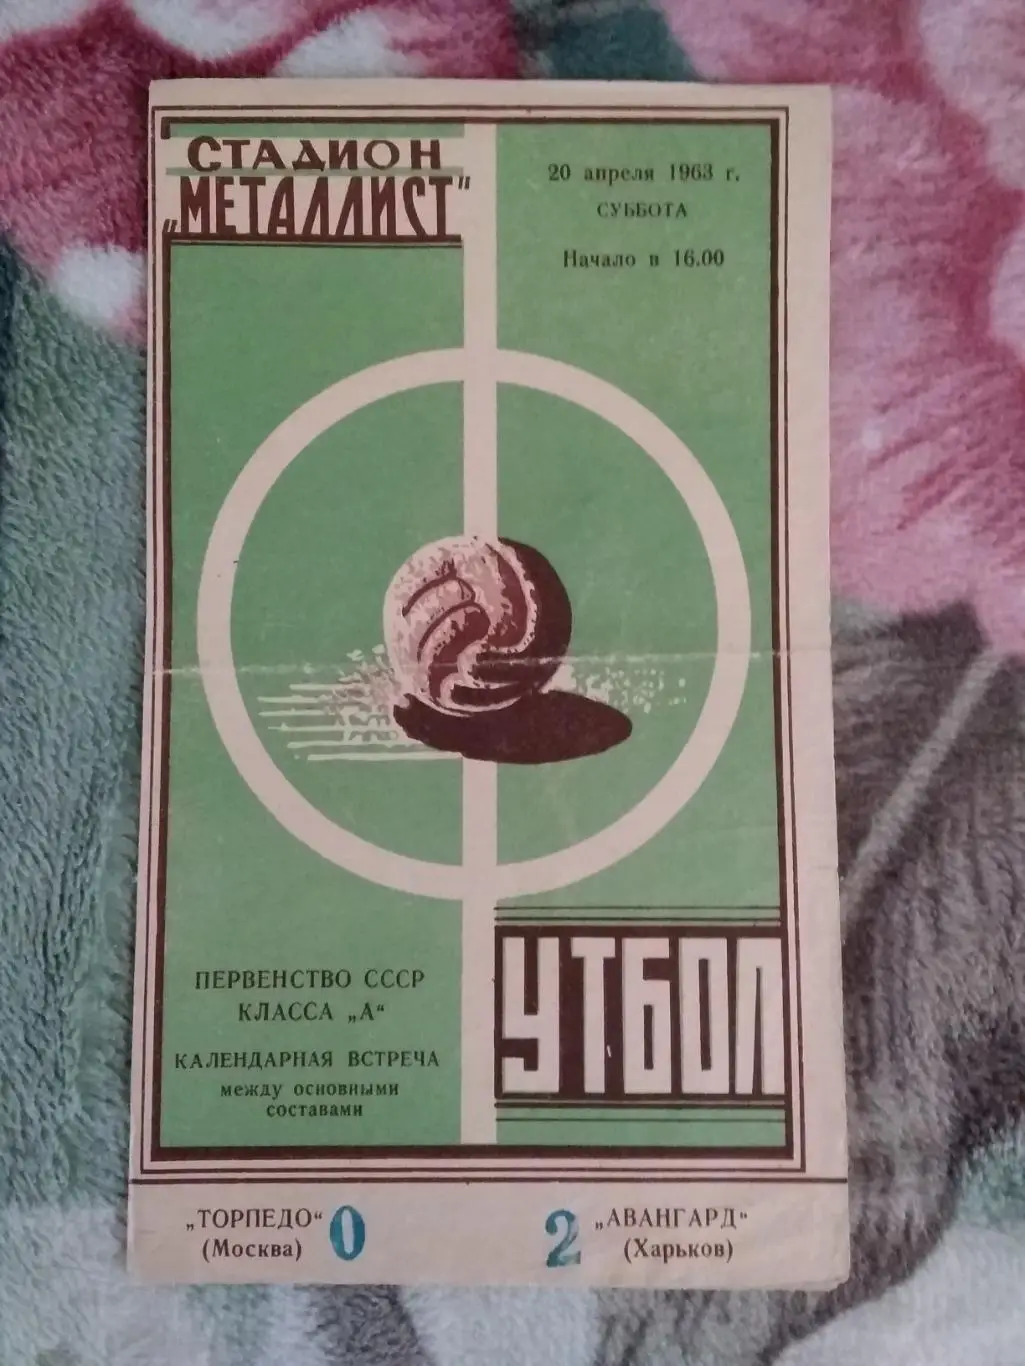 СТАДИОН
„МЕТАЛЛИСТ"
20 апреля 1963 г.
СУББОТА
Начало в 16.00
ПЕРВЕНСТВО СССР
КЛАССА „А“
КАЛЕНДАРНАЯ ВСТРЕЧА
между основными
составами
УТБОЛ
„ТОРПЕДО“ 0
(Москва)
2 „АВАНГАРД“
(Харьков)